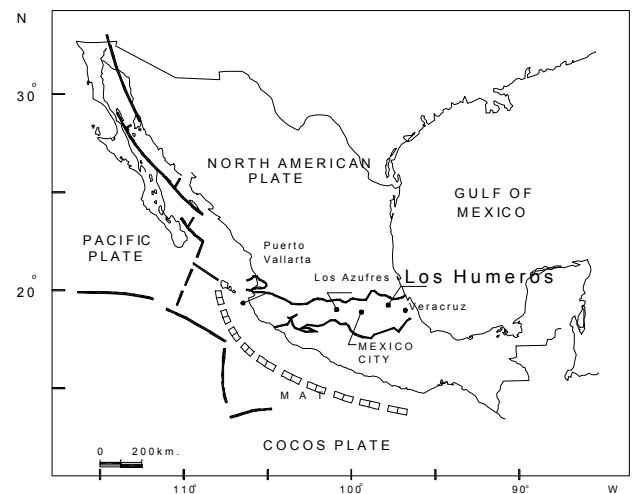 N
30°
NORTH AMERICAN
PLATE
GULF OF
MEXICO
PACIFIC
PLATE
Puerto
Vallarta
Los Azufres
Los Humeros
20°
Veracruz
MEXICO
CITY
M A T
COCOS PLATE
0 200km.
110° 100° 90° W